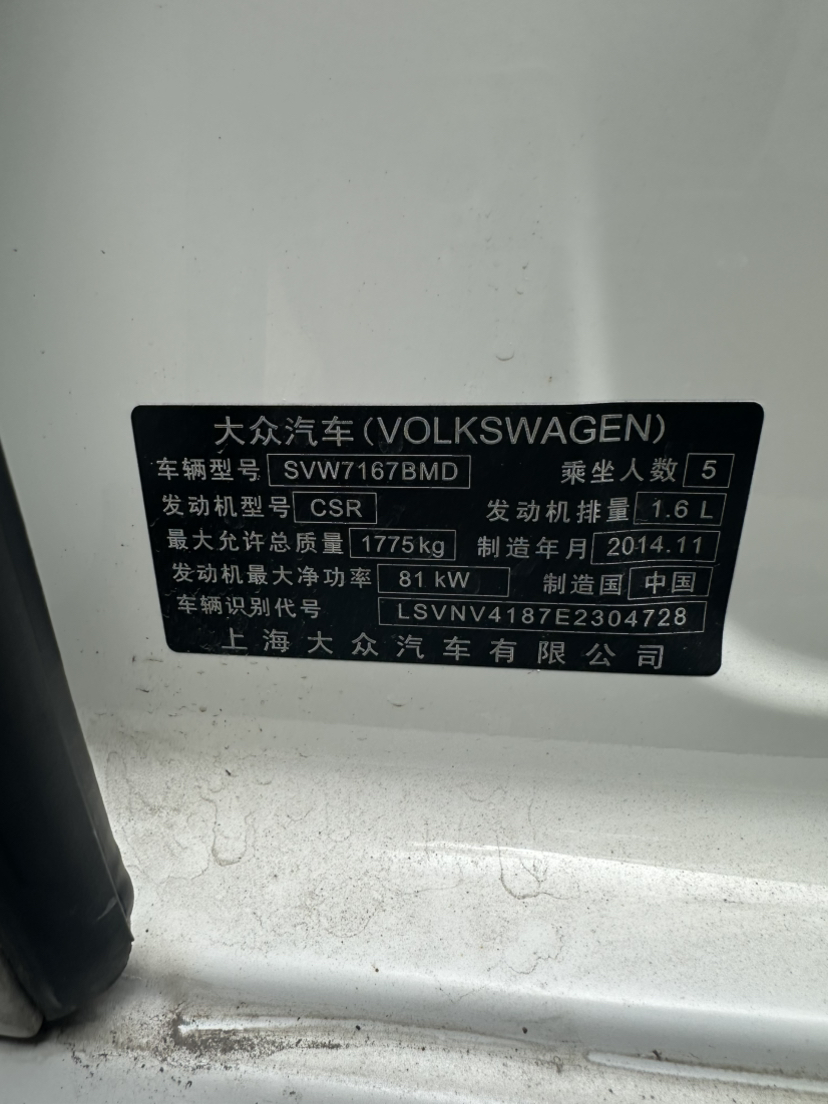 大众汽车(VOLKSWAGEN)
车辆型号 SVW7167BMD 乘坐人数 5
发动机型号 CSR 发动机排量 1.6 L
最大允许总质量 1775kg 制造年月 2014.11
发动机最大净功率 81 kW 制造国 中国
车辆识别代号 LSVNV4187E2304728
上海大众汽车有限公司